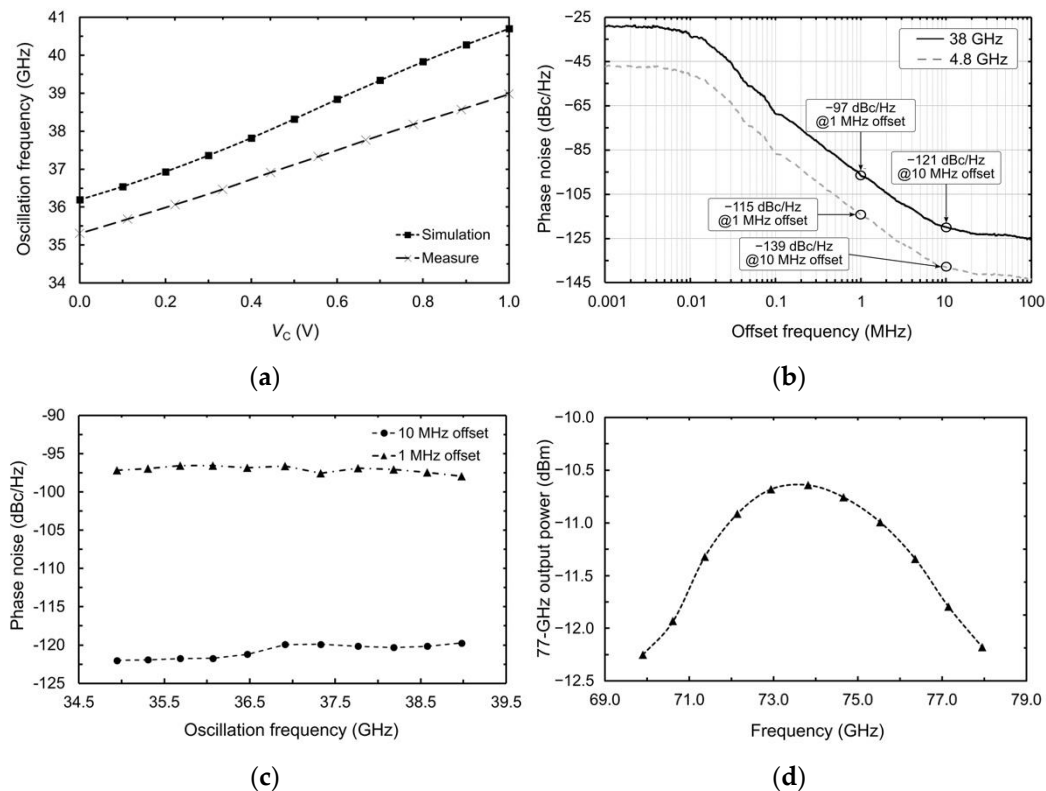 41
40
39
38
37
36
35
34
Oscillation frequency (GHz)
Simulation
Measure
0.0 0.2 0.4 0.6 0.8 1.0
V_C (V)
(a)
−25
−45
−65
−85
−105
−125
−145
Phase noise (dBc/Hz)
38 GHz
4.8 GHz
−97 dBc/Hz
@1 MHz offset
−121 dBc/Hz
@10 MHz offset
−115 dBc/Hz
@1 MHz offset
−139 dBc/Hz
@10 MHz offset
0.001 0.01 0.1 1 10 100
Offset frequency (MHz)
(b)
-90
-95
-100
-105
-110
-115
-120
-125
Phase noise (dBc/Hz)
10 MHz offset
1 MHz offset
34.5 35.5 36.5 37.5 38.5 39.5
Oscillation frequency (GHz)
(c)
−10.0
−10.5
−11.0
−11.5
−12.0
−12.5
77-GHz output power (dBm)
69.0 71.0 73.0 75.0 77.0 79.0
Frequency (GHz)
(d)